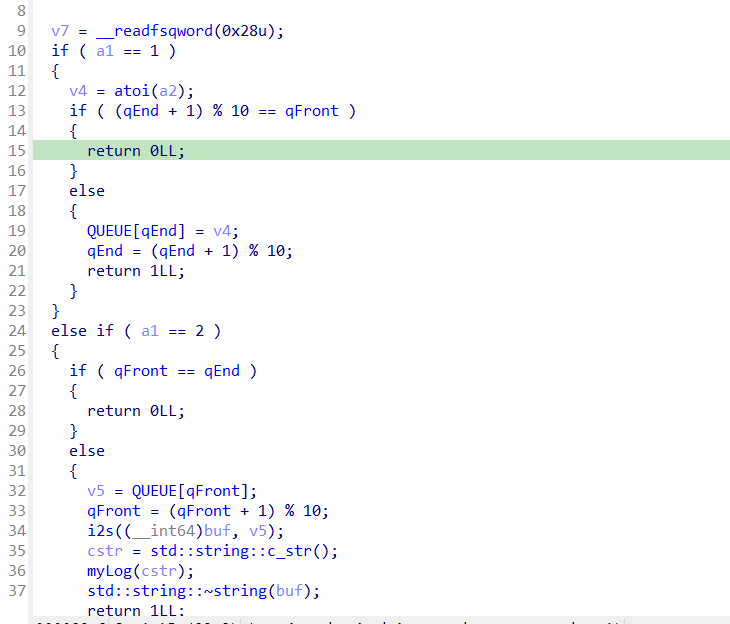 8
9 v7 = __readfsqword(0x28u);
10 if ( a1 == 1 )
11 {
12 v4 = atoi(a2);
13 if ( (qEnd + 1) % 10 == qFront )
14 {
15 return 0LL;
16 }
17 else
18 {
19 QUEUE[qEnd] = v4;
20 qEnd = (qEnd + 1) % 10;
21 return 1LL;
22 }
23 }
24 else if ( a1 == 2 )
25 {
26 if ( qFront == qEnd )
27 {
28 return 0LL;
29 }
30 else
31 {
32 v5 = QUEUE[qFront];
33 qFront = (qFront + 1) % 10;
34 i2s((__int64)buf, v5);
35 cstr = std::string::c_str();
36 myLog(cstr);
37 std::string::~string(buf);
return 1LL;